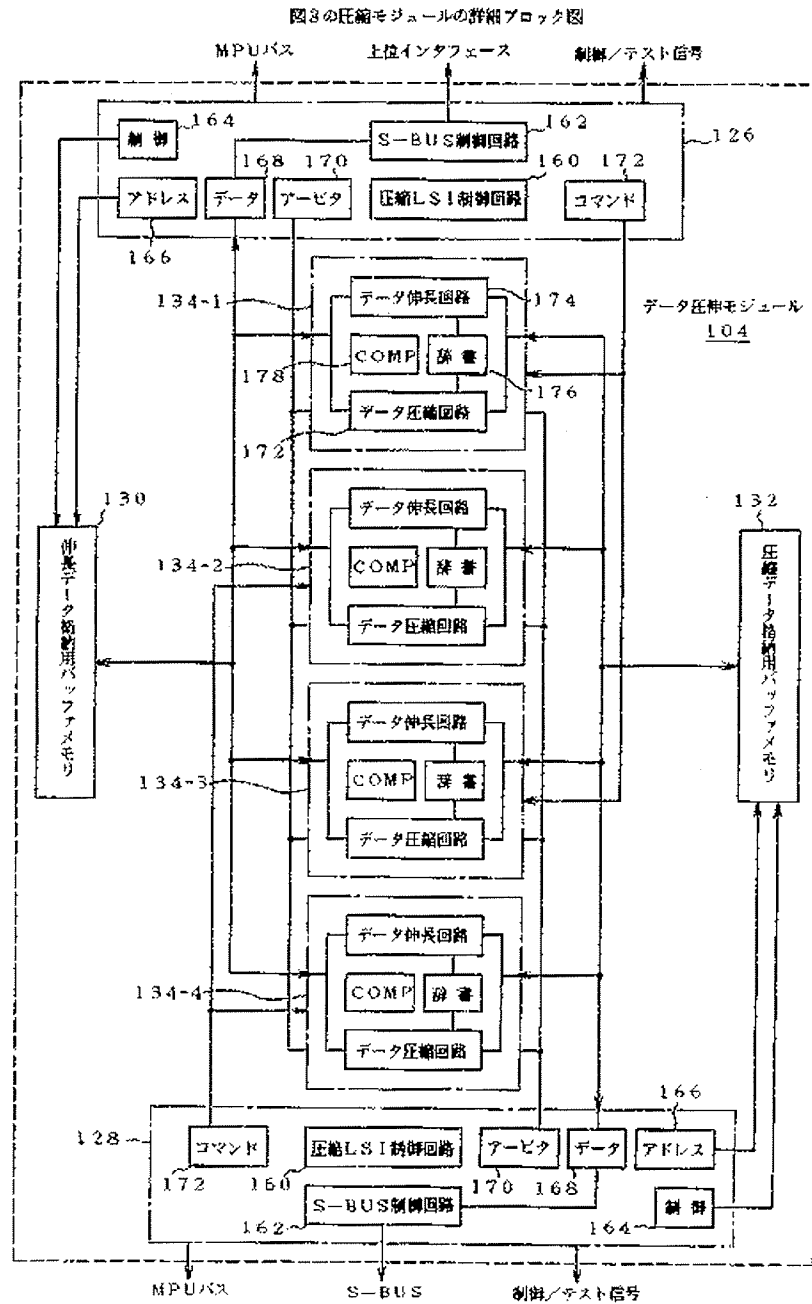 図3の圧縮モジュールの詳細ブロック図
MPUバス
上位インタフェース
制御/テスト信号
164
制御
162
S-BUS制御回路
126
168
170
160
172
アドレス
データ
アービタ
圧縮LSI制御回路
コマンド
166
134-1
データ伸長回路
174
データ圧伸モジュール
104
COMP
辞書
178
176
データ圧縮回路
172
130
132
伸長データ格納用バッファメモリ
圧縮データ格納用バッファメモリ
データ伸長回路
134-2
COMP
辞書
データ圧縮回路
データ伸長回路
134-3
COMP
辞書
データ圧縮回路
データ伸長回路
134-4
COMP
辞書
データ圧縮回路
166
128
コマンド
圧縮LSI制御回路
アービタ
データ
アドレス
172
160
170
168
S-BUS制御回路
制御
162
164
MPUバス
S-BUS
制御/テスト信号